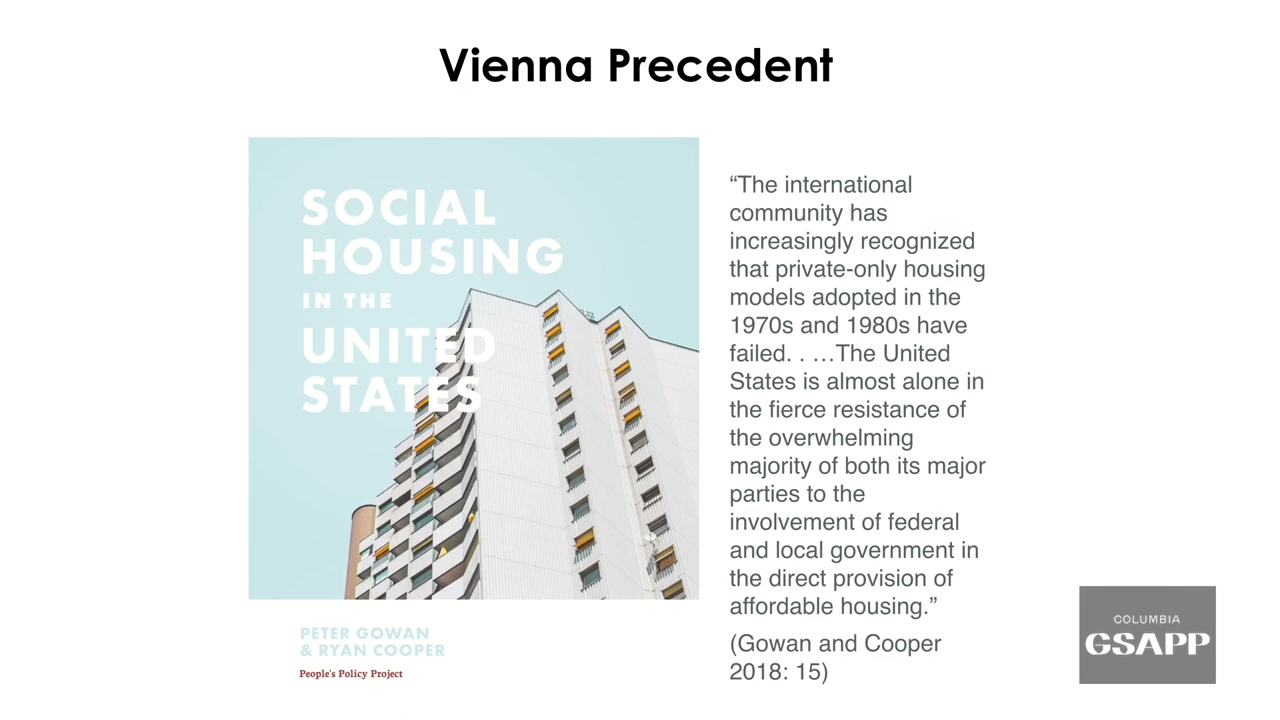 Vienna Precedent
SOCIAL
HOUSING
IN THE
UNITED
STATES
PETER GOWAN
& RYAN COOPER
People's Policy Project
“The international
community has
increasingly recognized
that private-only housing
models adopted in the
1970s and 1980s have
failed. . …The United
States is almost alone in
the fierce resistance of
the overwhelming
majority of both its major
parties to the
involvement of federal
and local government in
the direct provision of
affordable housing.”
(Gowan and Cooper
2018: 15)
COLUMBIA
GSAPP